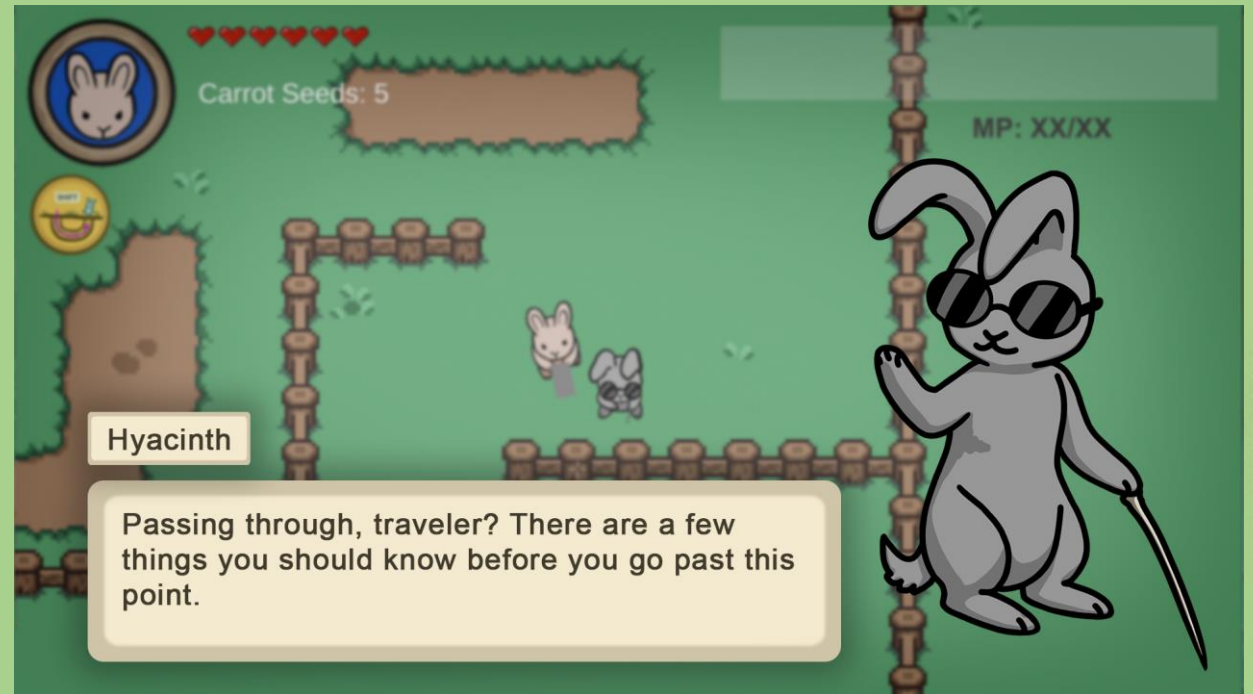 Carrot Seeds: 5
MP: XX/XX
Hyacinth
Passing through, traveler? There are a few
things you should know before you go past this
point.